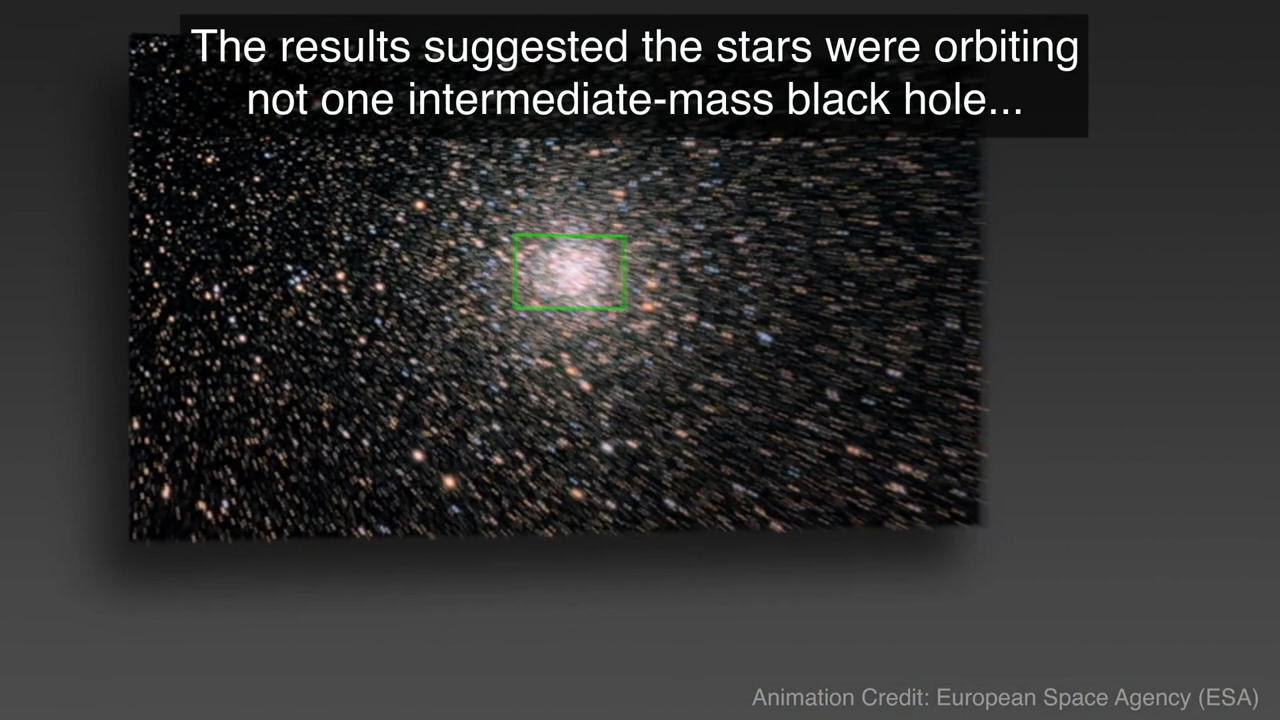 The results suggested the stars were orbiting
not one intermediate-mass black hole...
Animation Credit: European Space Agency (ESA)